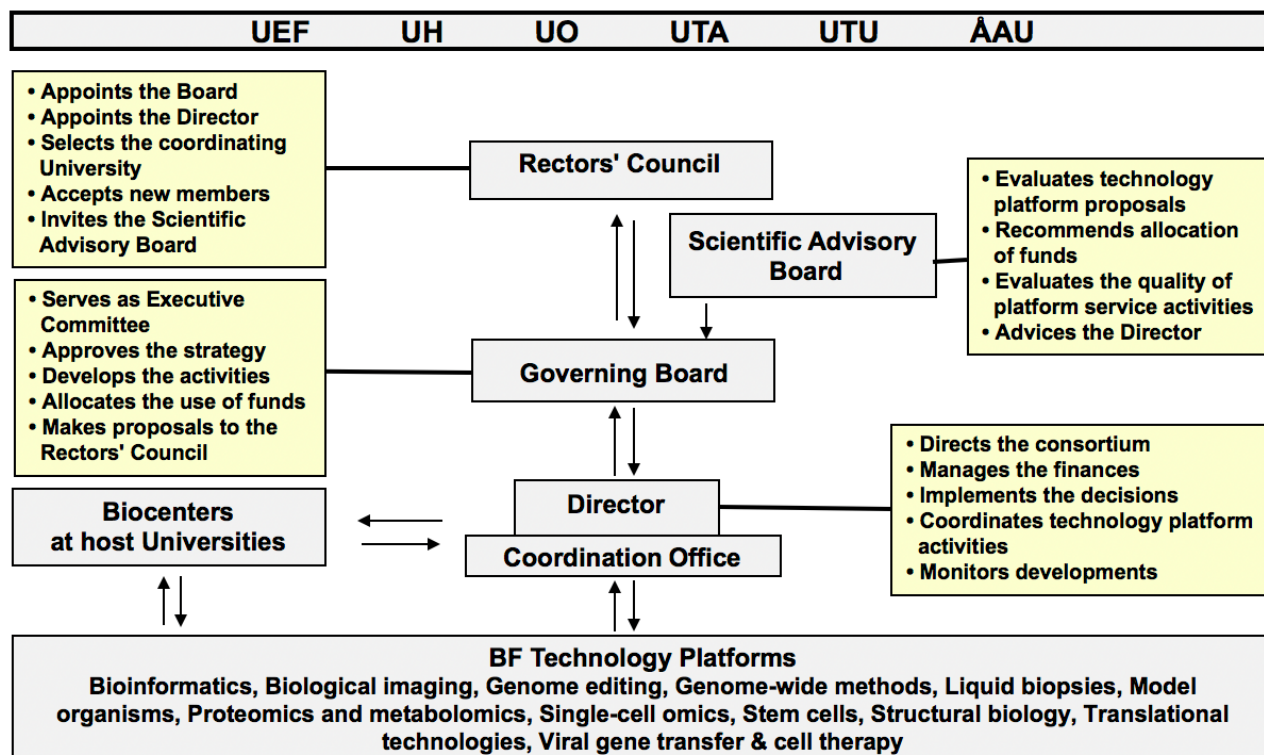 UEF UH UO UTA UTU ÅAU
• Appoints the Board
• Appoints the Director
• Selects the coordinating
University
• Accepts new members
• Invites the Scientific
Advisory Board
Rectors' Council
Scientific Advisory
Board
• Evaluates technology
platform proposals
• Recommends allocation
of funds
• Evaluates the quality of
platform service activities
• Advices the Director
• Serves as Executive
Committee
• Approves the strategy
• Develops the activities
• Allocates the use of funds
• Makes proposals to the
Rectors' Council
Governing Board
• Directs the consortium
• Manages the finances
• Implements the decisions
• Coordinates technology platform
activities
• Monitors developments
Biocenters
at host Universities
Director
Coordination Office
BF Technology Platforms
Bioinformatics, Biological imaging, Genome editing, Genome-wide methods, Liquid biopsies, Model
organisms, Proteomics and metabolomics, Single-cell omics, Stem cells, Structural biology, Translational
technologies, Viral gene transfer & cell therapy